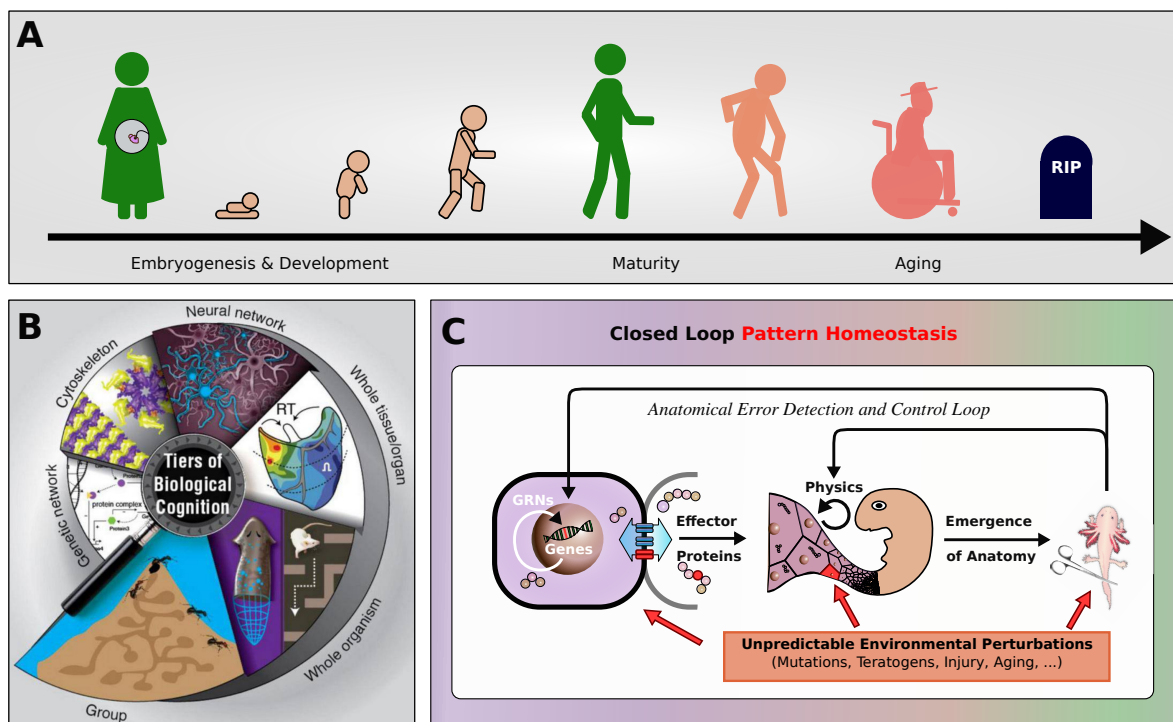 A
RIP
Embryogenesis & Development
Maturity
Aging
B
Neural network
Cytoskeleton
Whole tissue/organ
RT
Tiers of
Biological
Cognition
Genetic network
protein complex
Protein3
Whole organism
Group
C
Closed Loop Pattern Homeostasis
Anatomical Error Detection and Control Loop
GRNs
Genes
Effector
Proteins
Physics
Emergence
of Anatomy
Unpredictable Environmental Perturbations
(Mutations, Teratogens, Injury, Aging, ...)